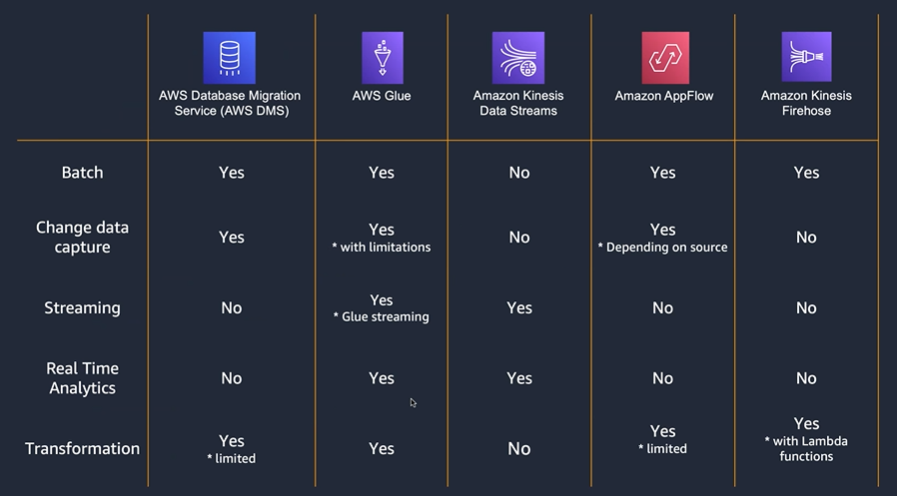 AWS Database Migration
Service (AWS DMS)
AWS Glue
Amazon Kinesis
Data Streams
Amazon AppFlow
Amazon Kinesis
Firehose
Batch
Yes
Yes
No
Yes
Yes
Change data
capture
Yes
Yes
* with limitations
No
Yes
* Depending on source
No
Streaming
No
Yes
* Glue streaming
Yes
No
No
Real Time
Analytics
No
Yes
Yes
No
No
Transformation
Yes
* limited
Yes
No
Yes
* limited
Yes
* with Lambda
functions